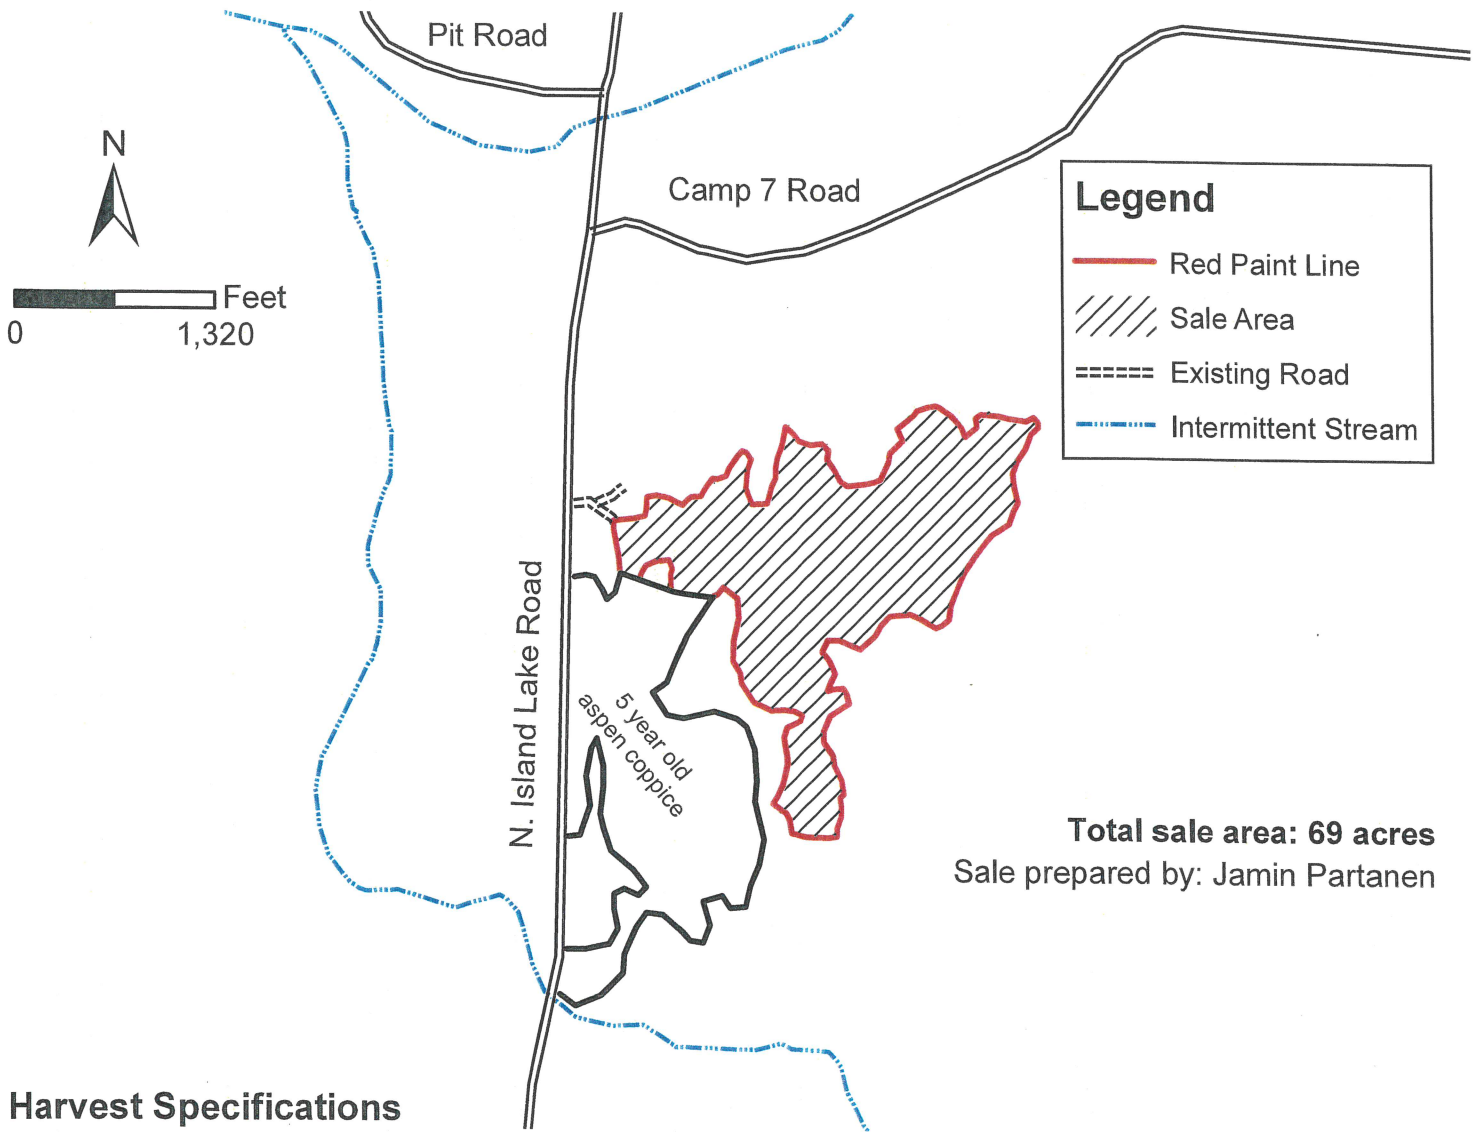 Pit Road
N
Camp 7 Road
Feet
0 1,320
Legend
Red Paint Line
Sale Area
Existing Road
Intermittent Stream
N. Island Lake Road
5 year old
aspen coppice
Total sale area: 69 acres
Sale prepared by: Jamin Partanen
Harvest Specifications